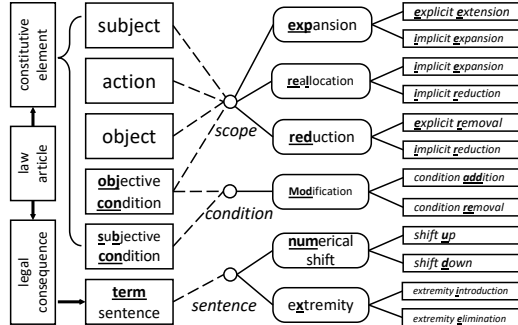 constitutive
element
law
article
legal
consequence
subject
action
object
objective
condition
subjective
condition
term
sentence
scope
condition
sentence
expansion
reallocation
reduction
Modification
numerical
shift
extremity
explicit extension
implicit expansion
implicit expansion
implicit reduction
explicit removal
implicit reduction
condition addition
condition removal
shift up
shift down
extremity introduction
extremity elimination